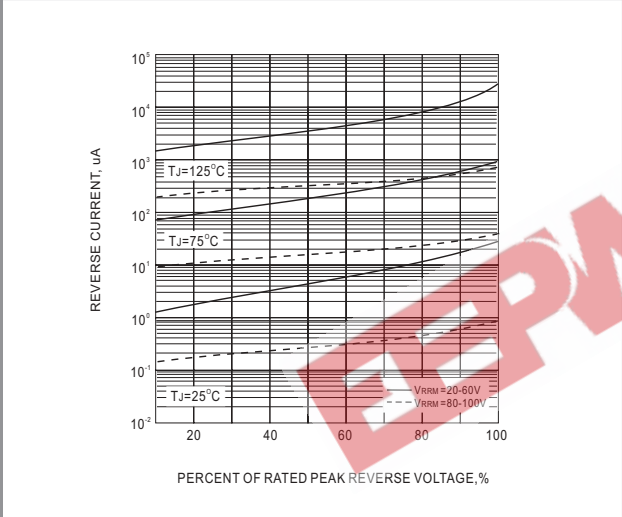 10⁵
10⁴
10³
10²
10¹
10⁰
10⁻¹
10⁻²
REVERSE CURRENT, uA
TJ=125°C
TJ=75°C
TJ=25°C
VRRM=20-60V
VRRM=80-100V
20 40 60 80 100
PERCENT OF RATED PEAK REVERSE VOLTAGE,%
EEPW